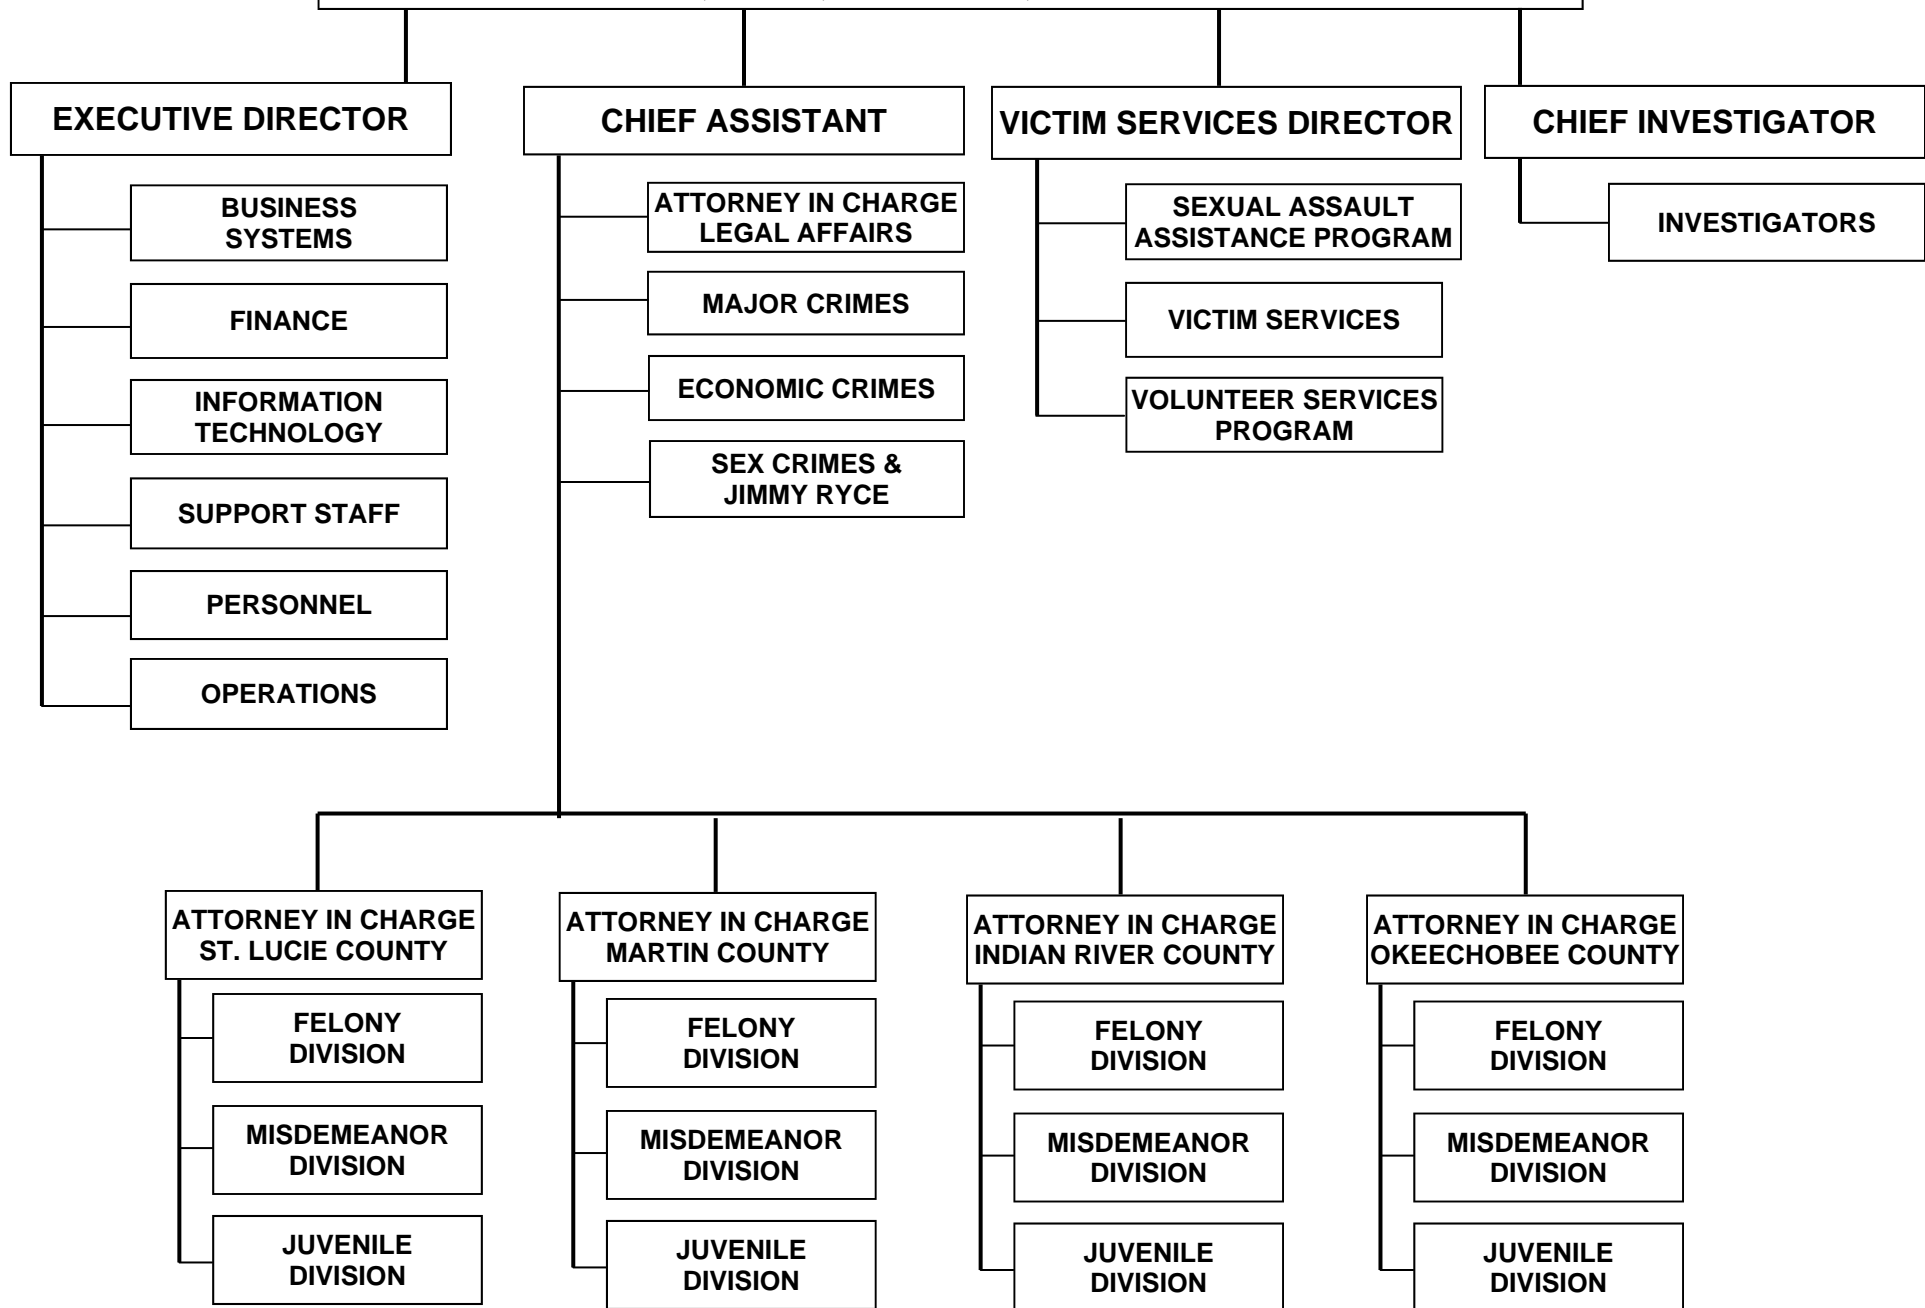 EXECUTIVE DIRECTOR
BUSINESS
SYSTEMS
FINANCE
INFORMATION
TECHNOLOGY
SUPPORT STAFF
PERSONNEL
OPERATIONS
CHIEF ASSISTANT
ATTORNEY IN CHARGE
LEGAL AFFAIRS
MAJOR CRIMES
ECONOMIC CRIMES
SEX CRIMES &
JIMMY RYCE
VICTIM SERVICES DIRECTOR
SEXUAL ASSAULT
ASSISTANCE PROGRAM
VICTIM SERVICES
VOLUNTEER SERVICES
PROGRAM
CHIEF INVESTIGATOR
INVESTIGATORS
ATTORNEY IN CHARGE
ST. LUCIE COUNTY
FELONY
DIVISION
MISDEMEANOR
DIVISION
JUVENILE
DIVISION
ATTORNEY IN CHARGE
MARTIN COUNTY
FELONY
DIVISION
MISDEMEANOR
DIVISION
JUVENILE
DIVISION
ATTORNEY IN CHARGE
INDIAN RIVER COUNTY
FELONY
DIVISION
MISDEMEANOR
DIVISION
JUVENILE
DIVISION
ATTORNEY IN CHARGE
OKEECHOBEE COUNTY
FELONY
DIVISION
MISDEMEANOR
DIVISION
JUVENILE
DIVISION